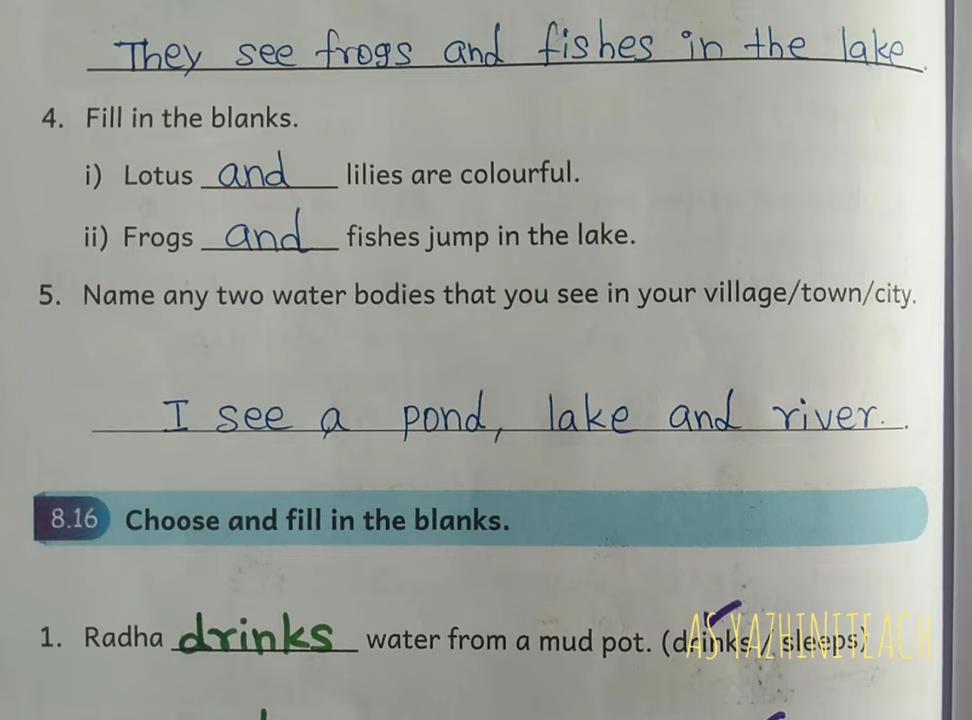 They see frogs and fishes in the lake.
4. Fill in the blanks.
i) Lotus and lilies are colourful.
ii) Frogs and fishes jump in the lake.
5. Name any two water bodies that you see in your village/town/city.
I see a pond, lake and river.
8.16 Choose and fill in the blanks.
1. Radha drinks water from a mud pot. (drinks / sleeps)
AS YAZHINITEACH